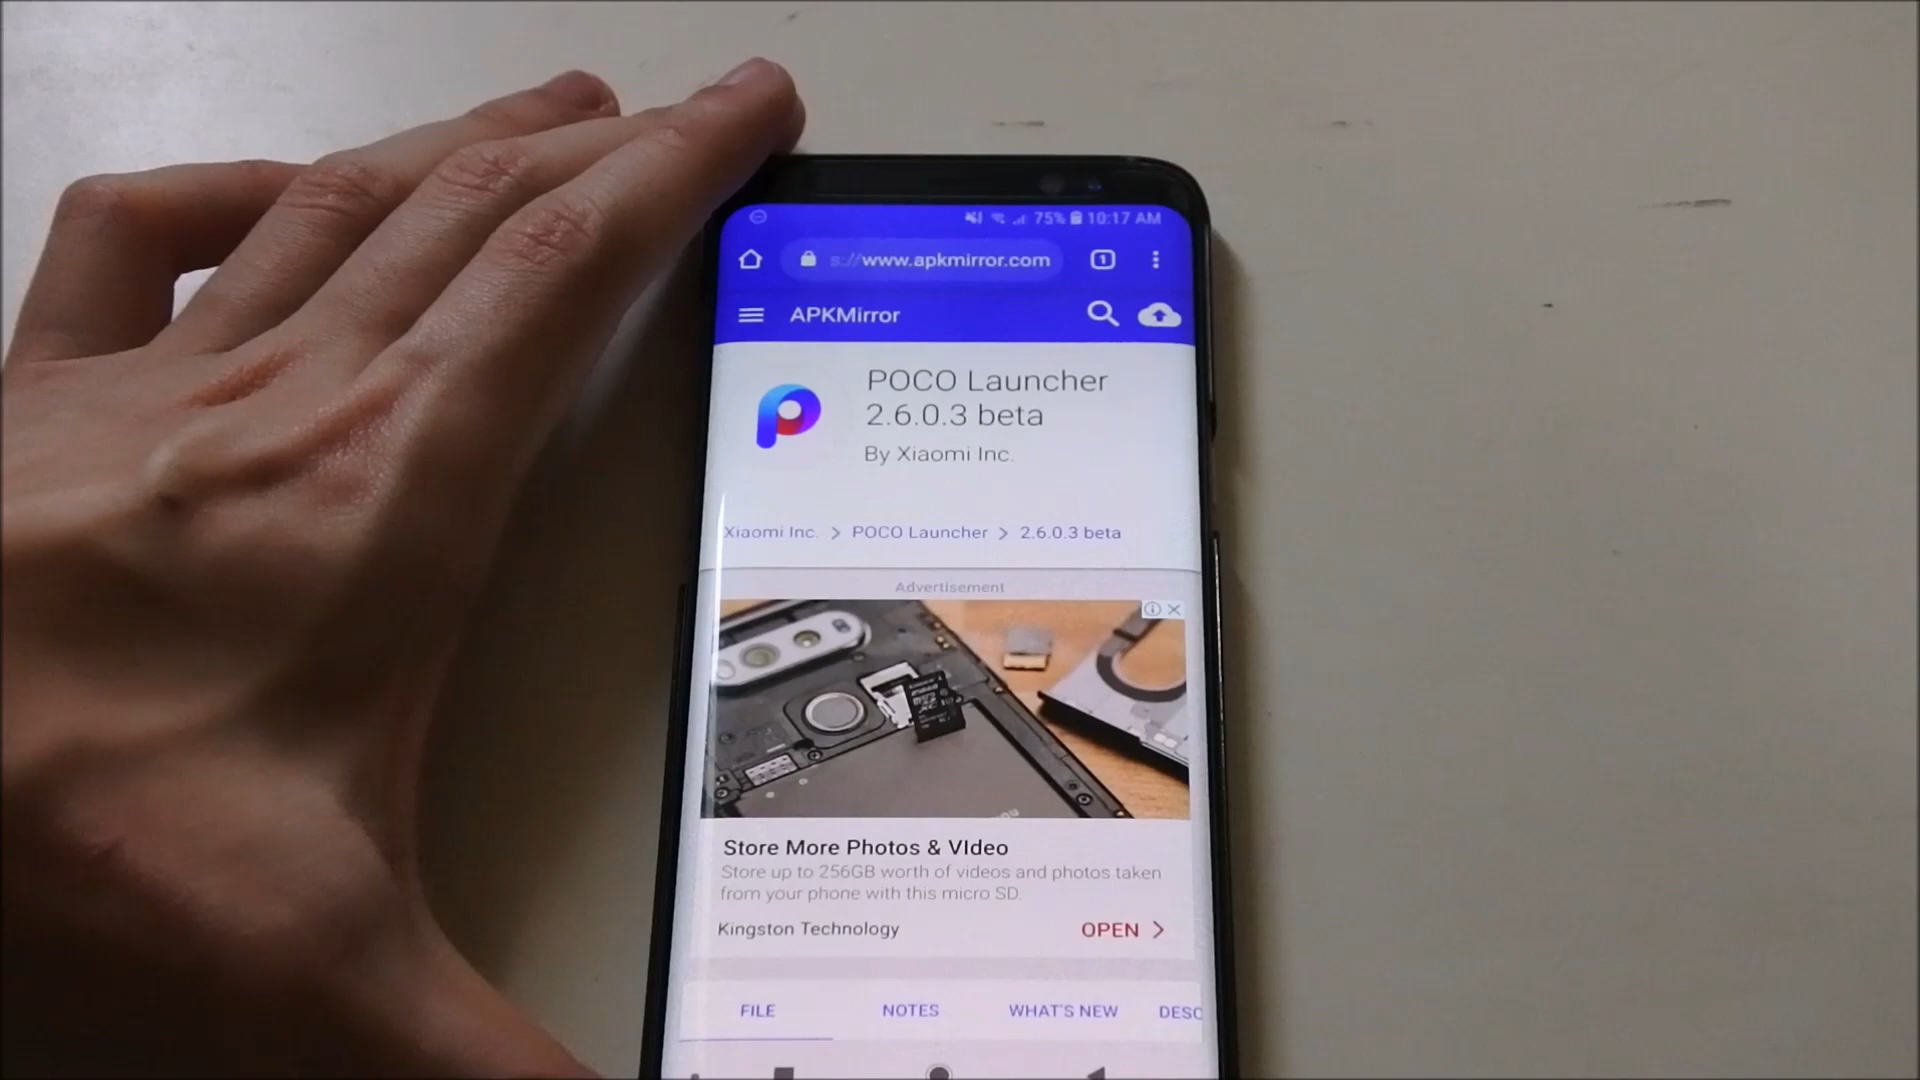 75% 10:17 AM
s://www.apkmirror.com 1
APKMirror
POCO Launcher
2.6.0.3 beta
By Xiaomi Inc.
Xiaomi Inc. > POCO Launcher > 2.6.0.3 beta
Advertisement
Store More Photos & VIdeo
Store up to 256GB worth of videos and photos taken
from your phone with this micro SD.
Kingston Technology OPEN >
FILE NOTES WHAT'S NEW DESC